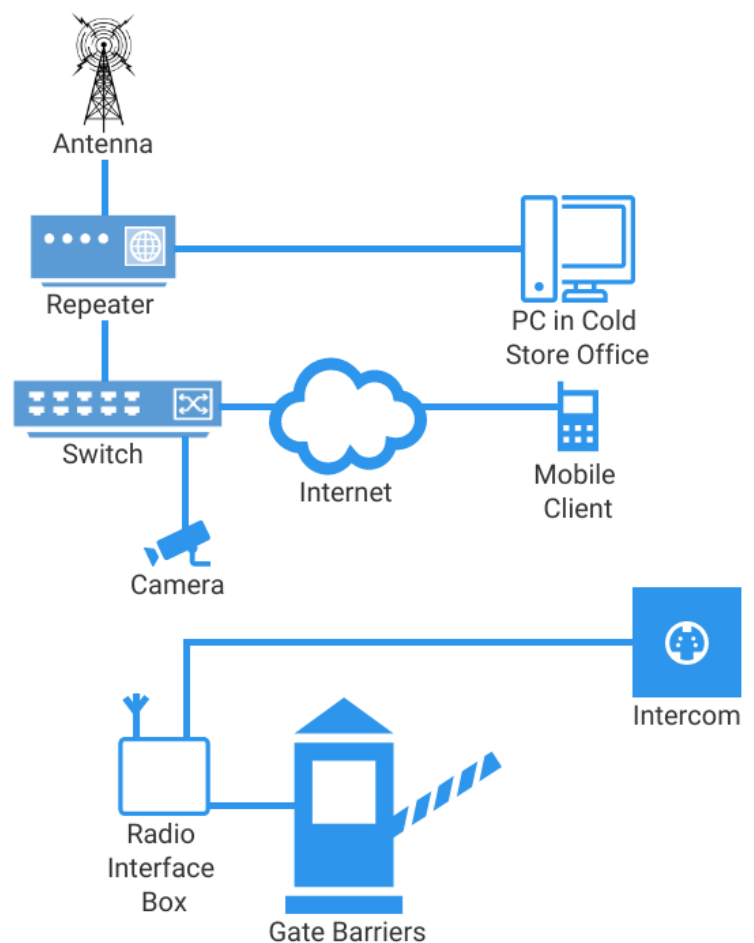 Antenna
Repeater
PC in Cold
Store Office
Switch
Internet
Mobile
Client
Camera
Intercom
Radio
Interface
Box
Gate Barriers